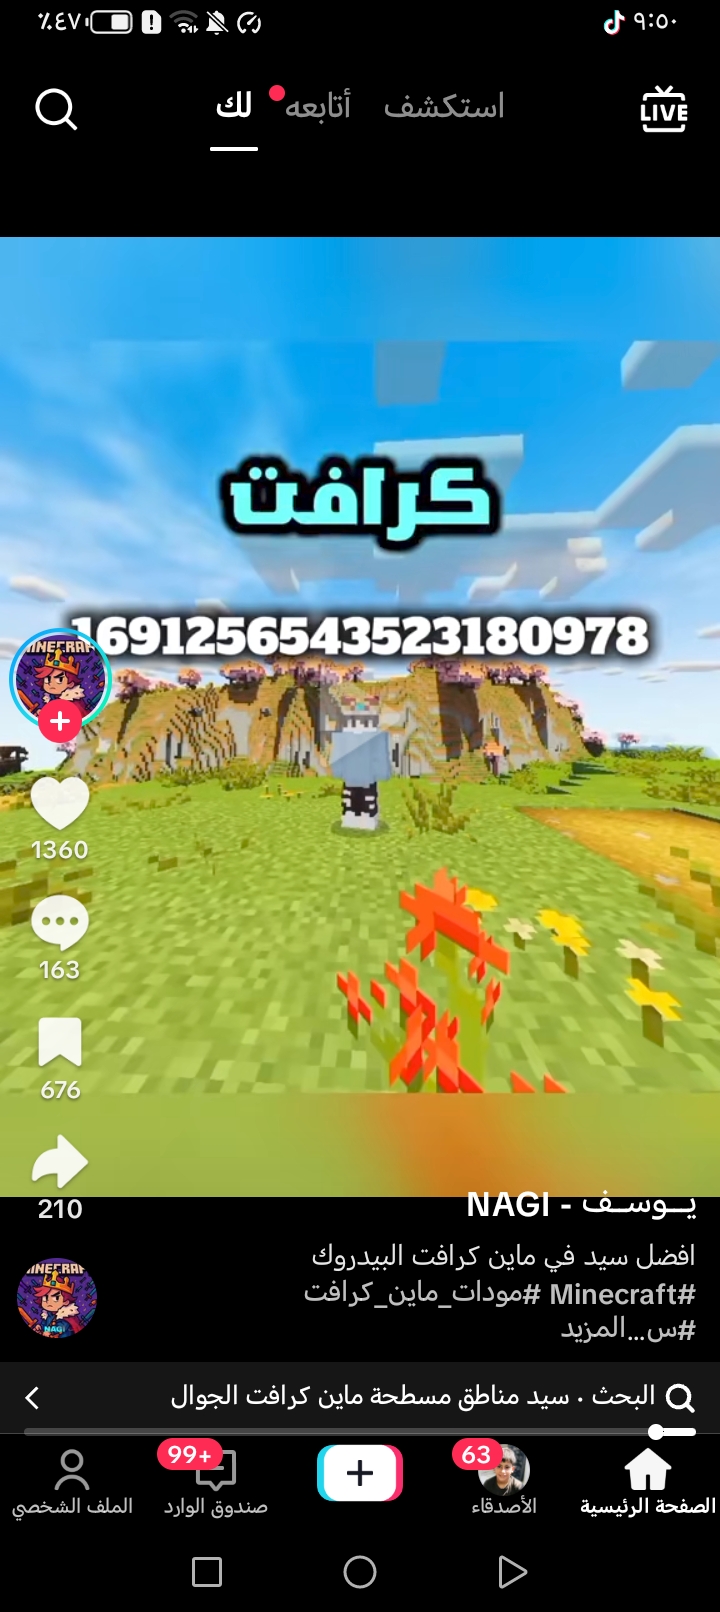 ٩:٥٠
٪٤٧
LIVE
استكشف
أتابعه
لك
كرافت
1691256543523180978
1360
163
676
210
يــوسـف - NAGI
افضل سيد في ماين كرافت البيدروك
#Minecraft #مودات_ماين_كرافت
#س...المزيد
NAGI
البحث · سيد مناطق مسطحة ماين كرافت الجوال
63
99+
الصفحة الرئيسية
الأصدقاء
صندوق الوارد
الملف الشخصي